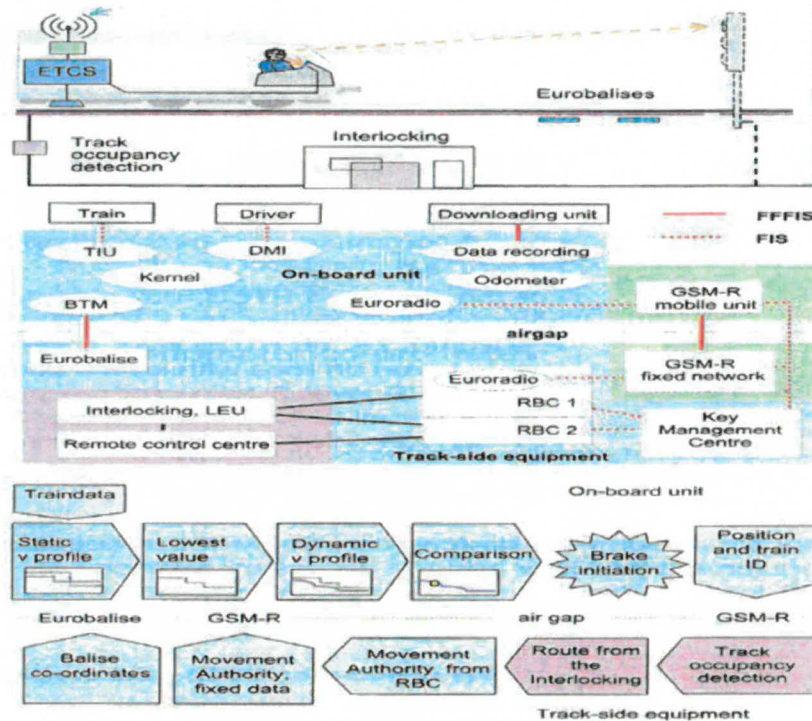 ETCS
Eurobalises
Track
occupancy
detection
Interlocking
Train
Driver
Downloading unit
FFFIS
FIS
TIU
DMI
Data recording
Kernel
On-board unit
Odometer
BTM
Euroradio
GSM-R
mobile unit
airgap
Eurobalise
GSM-R
fixed network
Euroradio
Interlocking, LEU
RBC 1
Remote control centre
RBC 2
Key
Management
Centre
Track-side equipment
Traindata
On-board unit
Static
v profile
Lowest
value
Dynamic
v profile
Comparison
Brake
initiation
Position
and train
ID
Eurobalise
GSM-R
air gap
GSM-R
Balise
co-ordinates
Movement
Authority,
fixed data
Movement
Authority from
RBC
Route from
the
Interlocking
Track
occupancy
detection
Track-side equipment